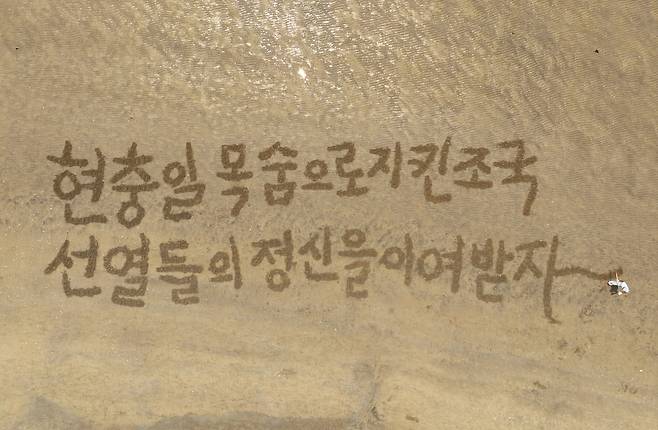 현충일 목숨으로지킨조국
선열들의 정신을이여받자